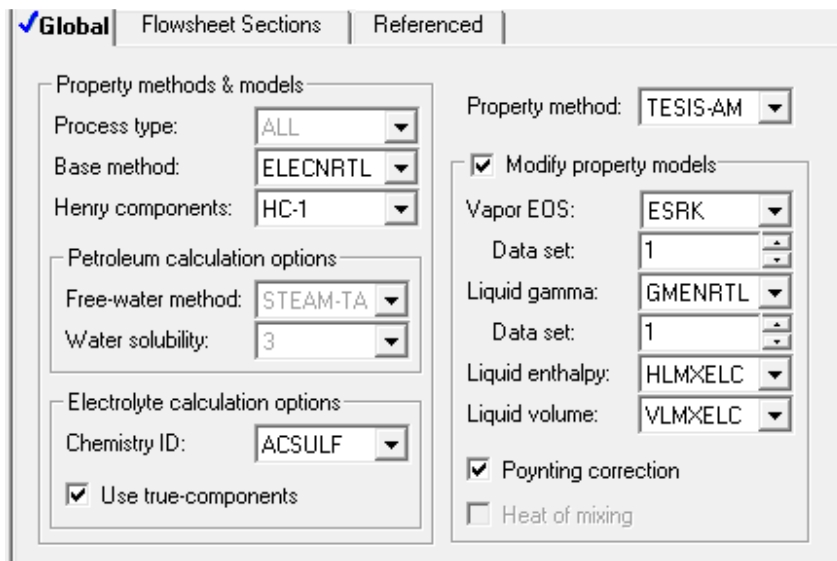 Global Flowsheet Sections Referenced
Property methods & models
Process type: ALL
Base method: ELECNRTL
Henry components: HC-1
Petroleum calculation options
Free-water method: STEAM-TA
Water solubility: 3
Electrolyte calculation options
Chemistry ID: ACSULF
Use true-components
Property method: TESIS-AM
Modify property models
Vapor EOS: ESRK
Data set: 1
Liquid gamma: GMENRTL
Data set: 1
Liquid enthalpy: HLMXELC
Liquid volume: VLMXELC
Poynting correction
Heat of mixing